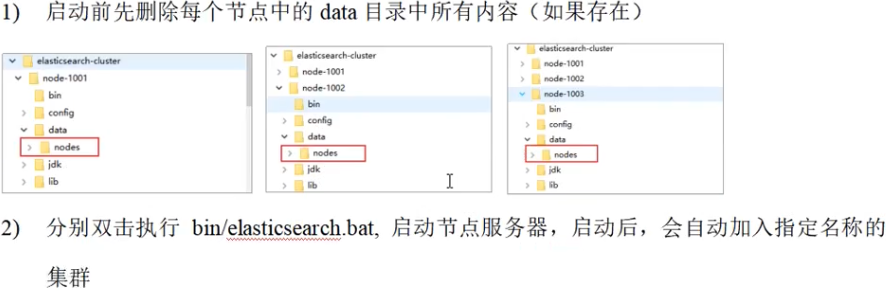 1) 启动前先删除每个节点中的 data 目录中所有内容（如果存在）
elasticsearch-cluster
node-1001
bin
config
data
nodes
jdk
lib
elasticsearch-cluster
node-1001
node-1002
bin
config
data
nodes
jdk
lib
elasticsearch-cluster
node-1001
node-1002
node-1003
bin
config
data
nodes
jdk
lib
2) 分别双击执行 bin/elasticsearch.bat, 启动节点服务器，启动后，会自动加入指定名称的
集群